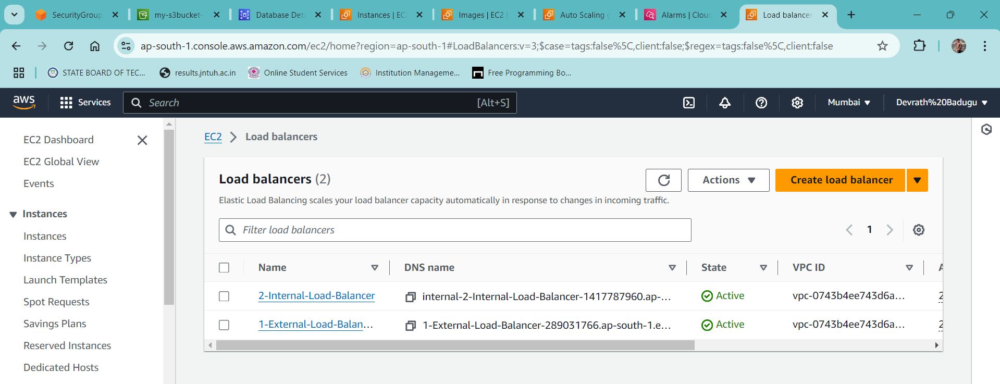 SecurityGroup
my-s3bucket-
Database Deta
Instances | EC2
Images | EC2 |
Auto Scaling g
Alarms | Cloud
Load balancer
ap-south-1.console.aws.amazon.com/ec2/home?region=ap-south-1#LoadBalancers:v=3;$case=tags:false%5C,client:false;$regex=tags:false%5C,client:false
STATE BOARD OF TEC...
results.jntuh.ac.in
Online Student Services
Institution Manageme...
Free Programming Bo...
aws
Services
Search
[Alt+S]
Mumbai
Devrath%20Badugu
EC2 Dashboard
EC2 Global View
Events
Instances
Instances
Instance Types
Launch Templates
Spot Requests
Savings Plans
Reserved Instances
Dedicated Hosts
EC2 > Load balancers
Load balancers (2)
Actions
Create load balancer
Elastic Load Balancing scales your load balancer capacity automatically in response to changes in incoming traffic.
Filter load balancers
1
Name DNS name State VPC ID A
2-Internal-Load-Balancer internal-2-Internal-Load-Balancer-1417787960.ap-... Active vpc-0743b4ee743d6a... 2
1-External-Load-Balan... 1-External-Load-Balancer-289031766.ap-south-1.e... Active vpc-0743b4ee743d6a... 2